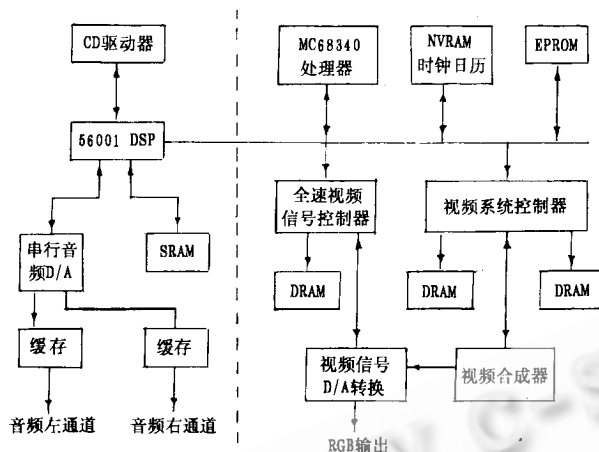 CD驱动器
MC68340
处理器
NVRAM
时钟日历
EPROM
56001 DSP
全速视频
信号控制器
视频系统控制器
串行音
频D/A
SRAM
DRAM
DRAM
DRAM
缓存
缓存
视频信号
D/A转换
视频合成器
音频左通道
音频右通道
RGB输出